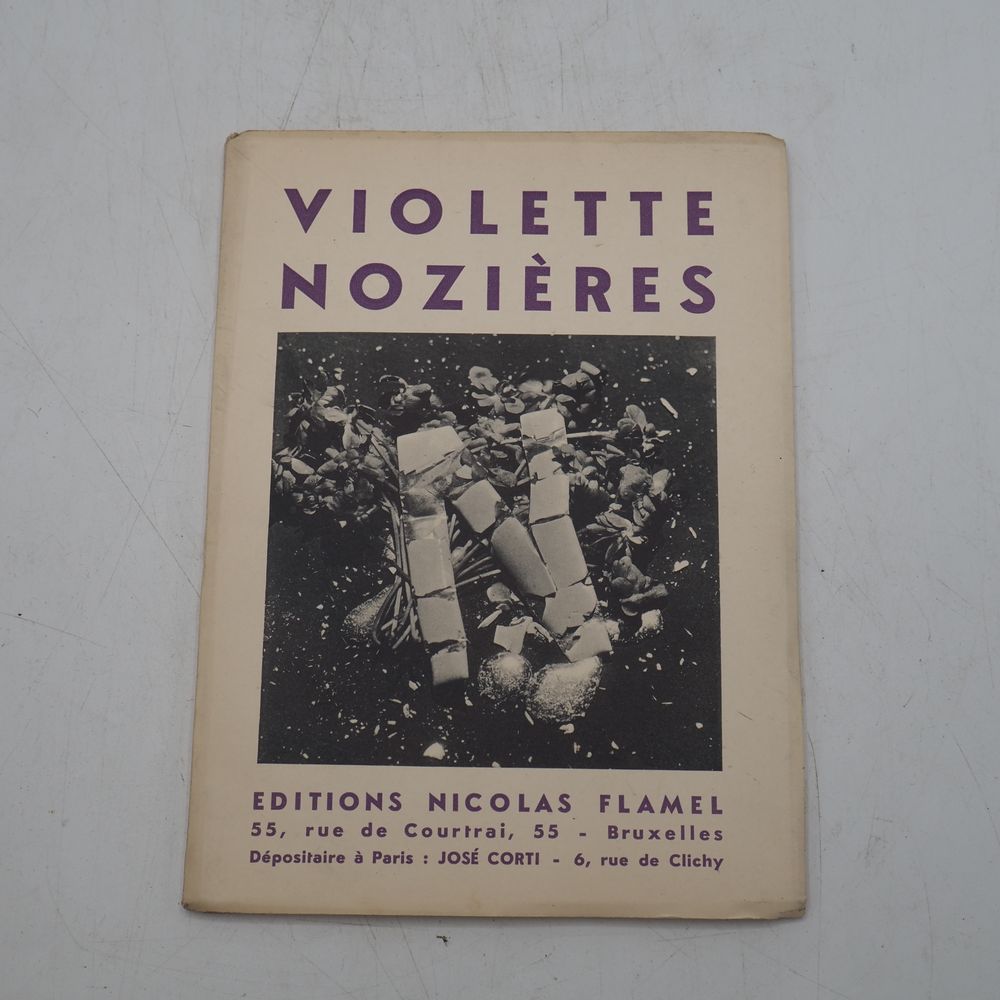 VIOLETTE
NOZIÈRES
EDITIONS NICOLAS FLAMEL
55, rue de Courtrai, 55 - Bruxelles
Dépositaire à Paris : JOSÉ CORTI - 6, rue de Clichy